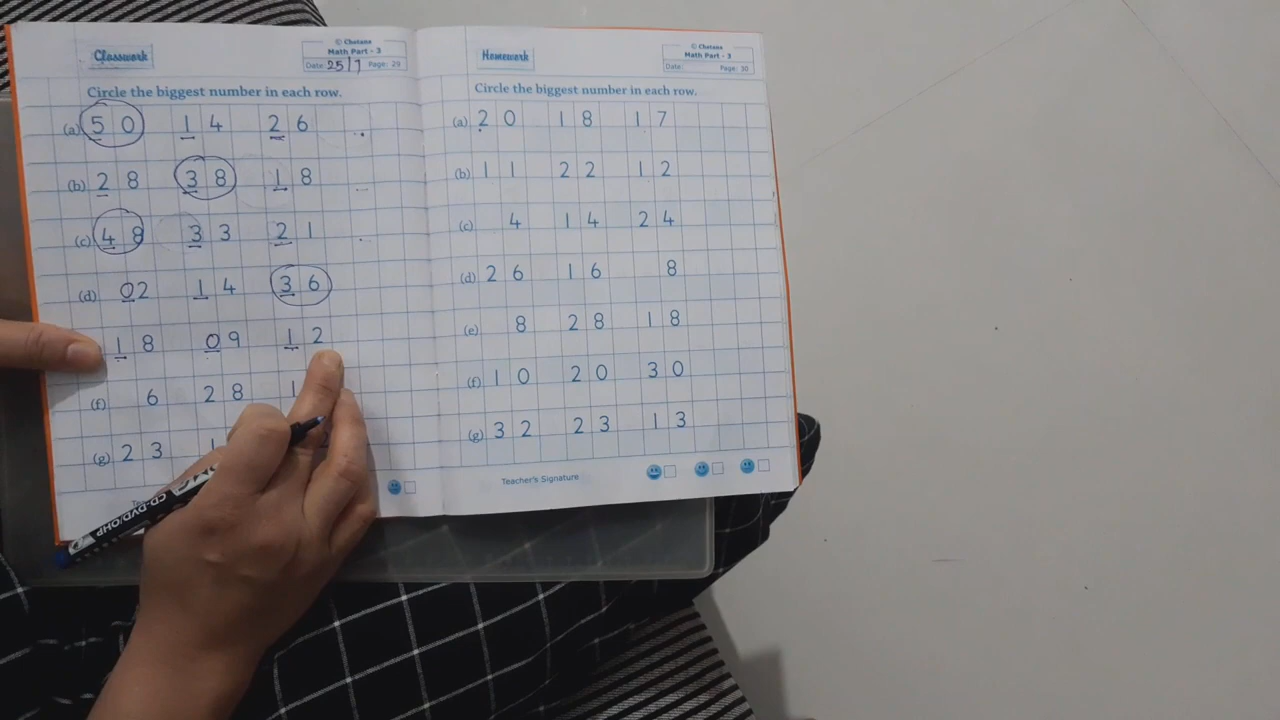 Classwork
© Chetana
Math Part - 3
Date: 25/7 Page: 29
Circle the biggest number in each row.
(a) 50 14 26
(b) 28 38 18
(c) 48 33 21
(d) 02 14 36
18 09 12
(f) 6 28 1
(g) 23 1
CD-DVD/OHP
Homework
© Chetana
Math Part - 3
Date: Page: 30
Circle the biggest number in each row.
(a) 20 18 17
(b) 11 22 12
(c) 4 14 24
(d) 26 16 8
(e) 8 28 18
(f) 10 20 30
(g) 32 23 13
Teacher's Signature